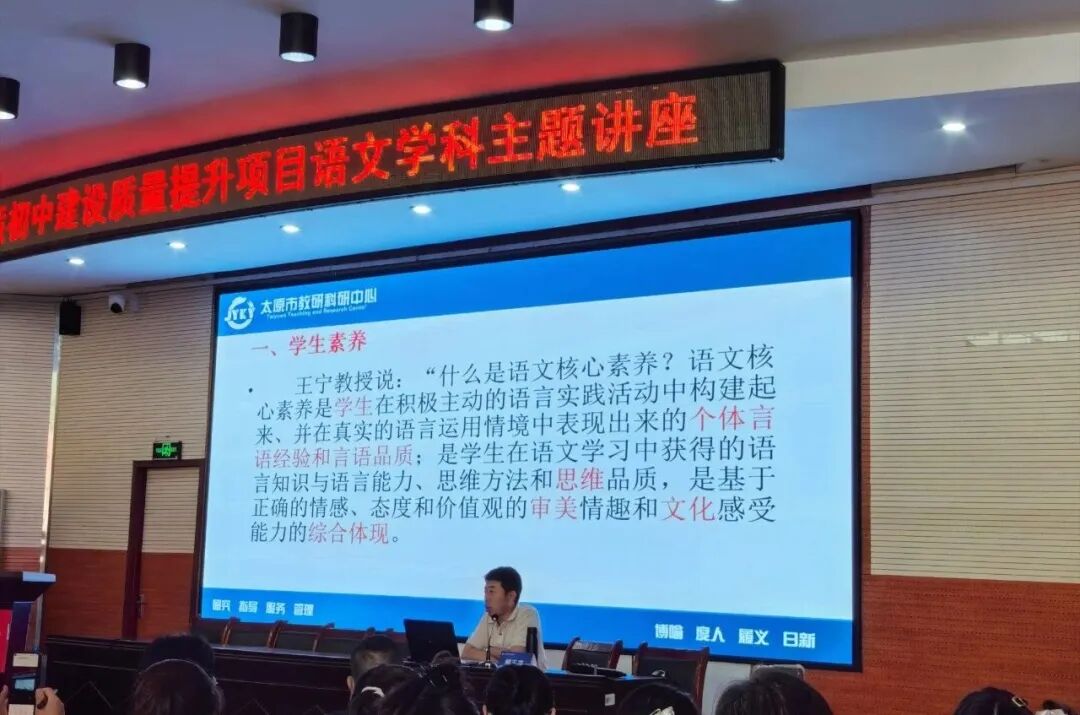 初中建设质量提升项目语文学科主题讲座
太原市教研科研中心
Taiyuan Teaching and Research Center
一、学生素养
• 王宁教授说：“什么是语文核心素养？语文核
心素养是学生在积极主动的语言实践活动中构建起
来、并在真实的语言运用情境中表现出来的个体言
语经验和言语品质；是学生在语文学习中获得的语
言知识与语言能力、思维方法和思维品质，是基于
正确的情感、态度和价值观的审美情趣和文化感受
能力的综合体现。
研究 指导 服务 管理
博喻 度人 履义 日新